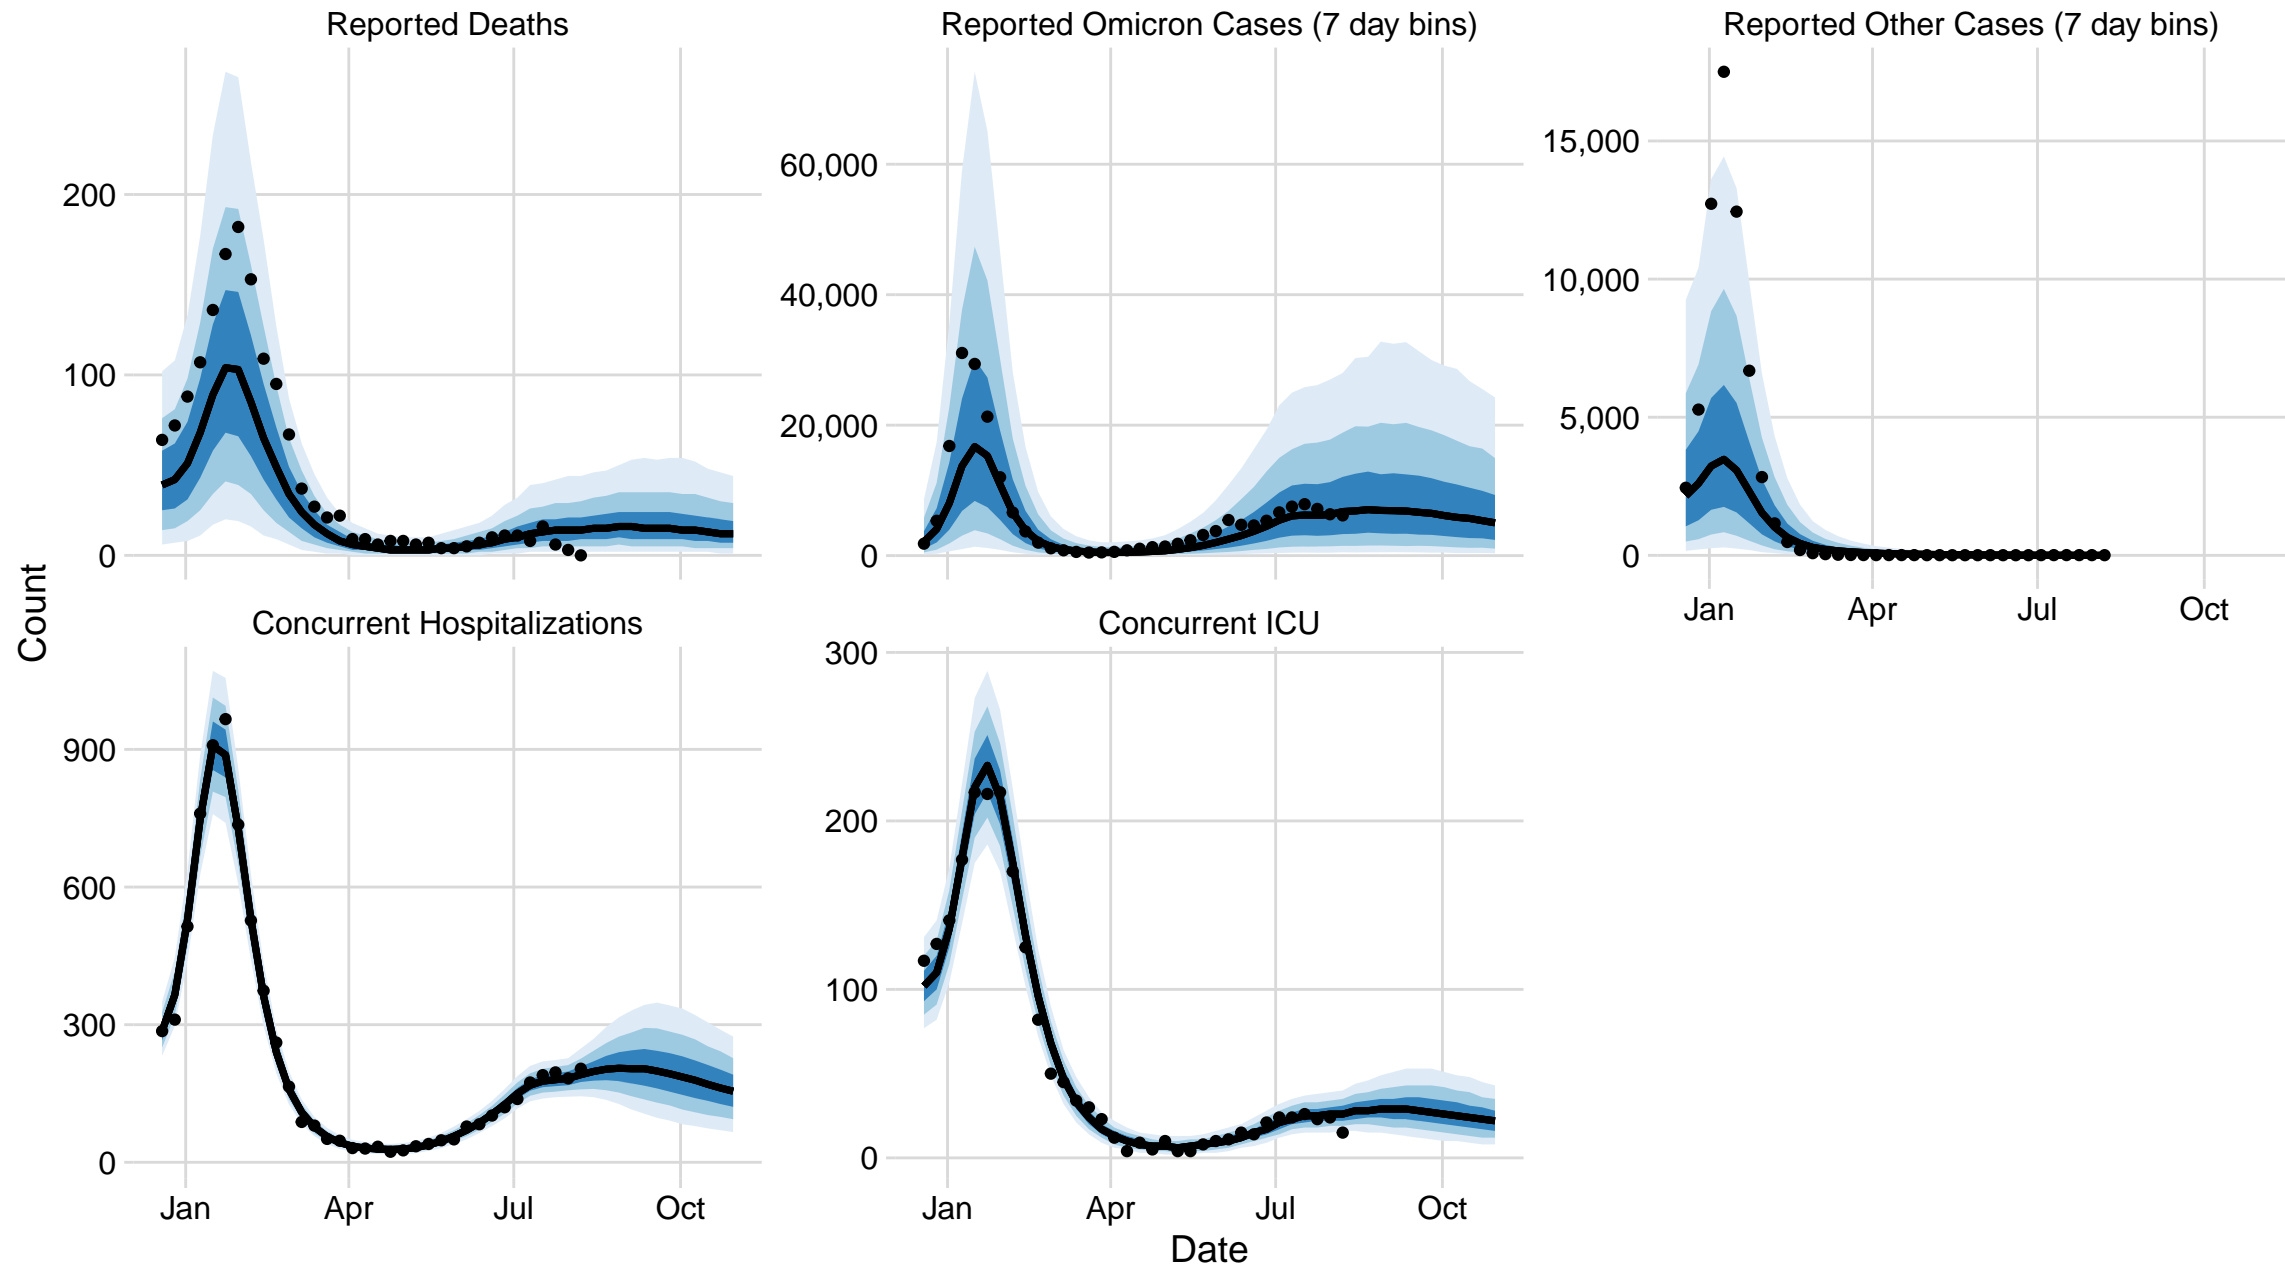 Reported Deaths
Reported Omicron Cases (7 day bins)
Reported Other Cases (7 day bins)
200
100
0
60,000
40,000
20,000
0
15,000
10,000
5,000
0
Jan
Apr
Jul
Oct
Count
Concurrent Hospitalizations
Concurrent ICU
900
600
300
0
300
200
100
0
Jan
Apr
Jul
Oct
Jan
Apr
Jul
Oct
Date